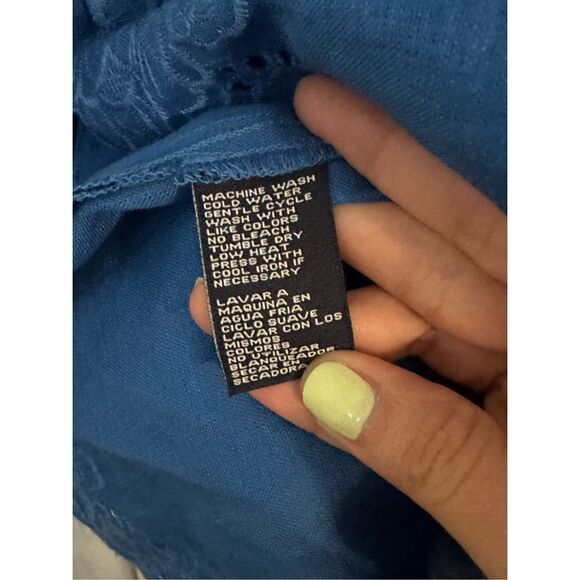 MACHINE WASH
COLD WATER
GENTLE CYCLE
WASH WITH
LIKE COLORS
NO BLEACH
TUMBLE DRY
LOW HEAT
PRESS WITH
COOL IRON IF
NECESSARY
LAVAR A
MAQUINA EN
AGUA FRIA
CICLO SUAVE
LAVAR CON LOS
MISMOS
COLORES
NO UTILIZAR
BLANQUEADOR
SECAR EN
SECADORA